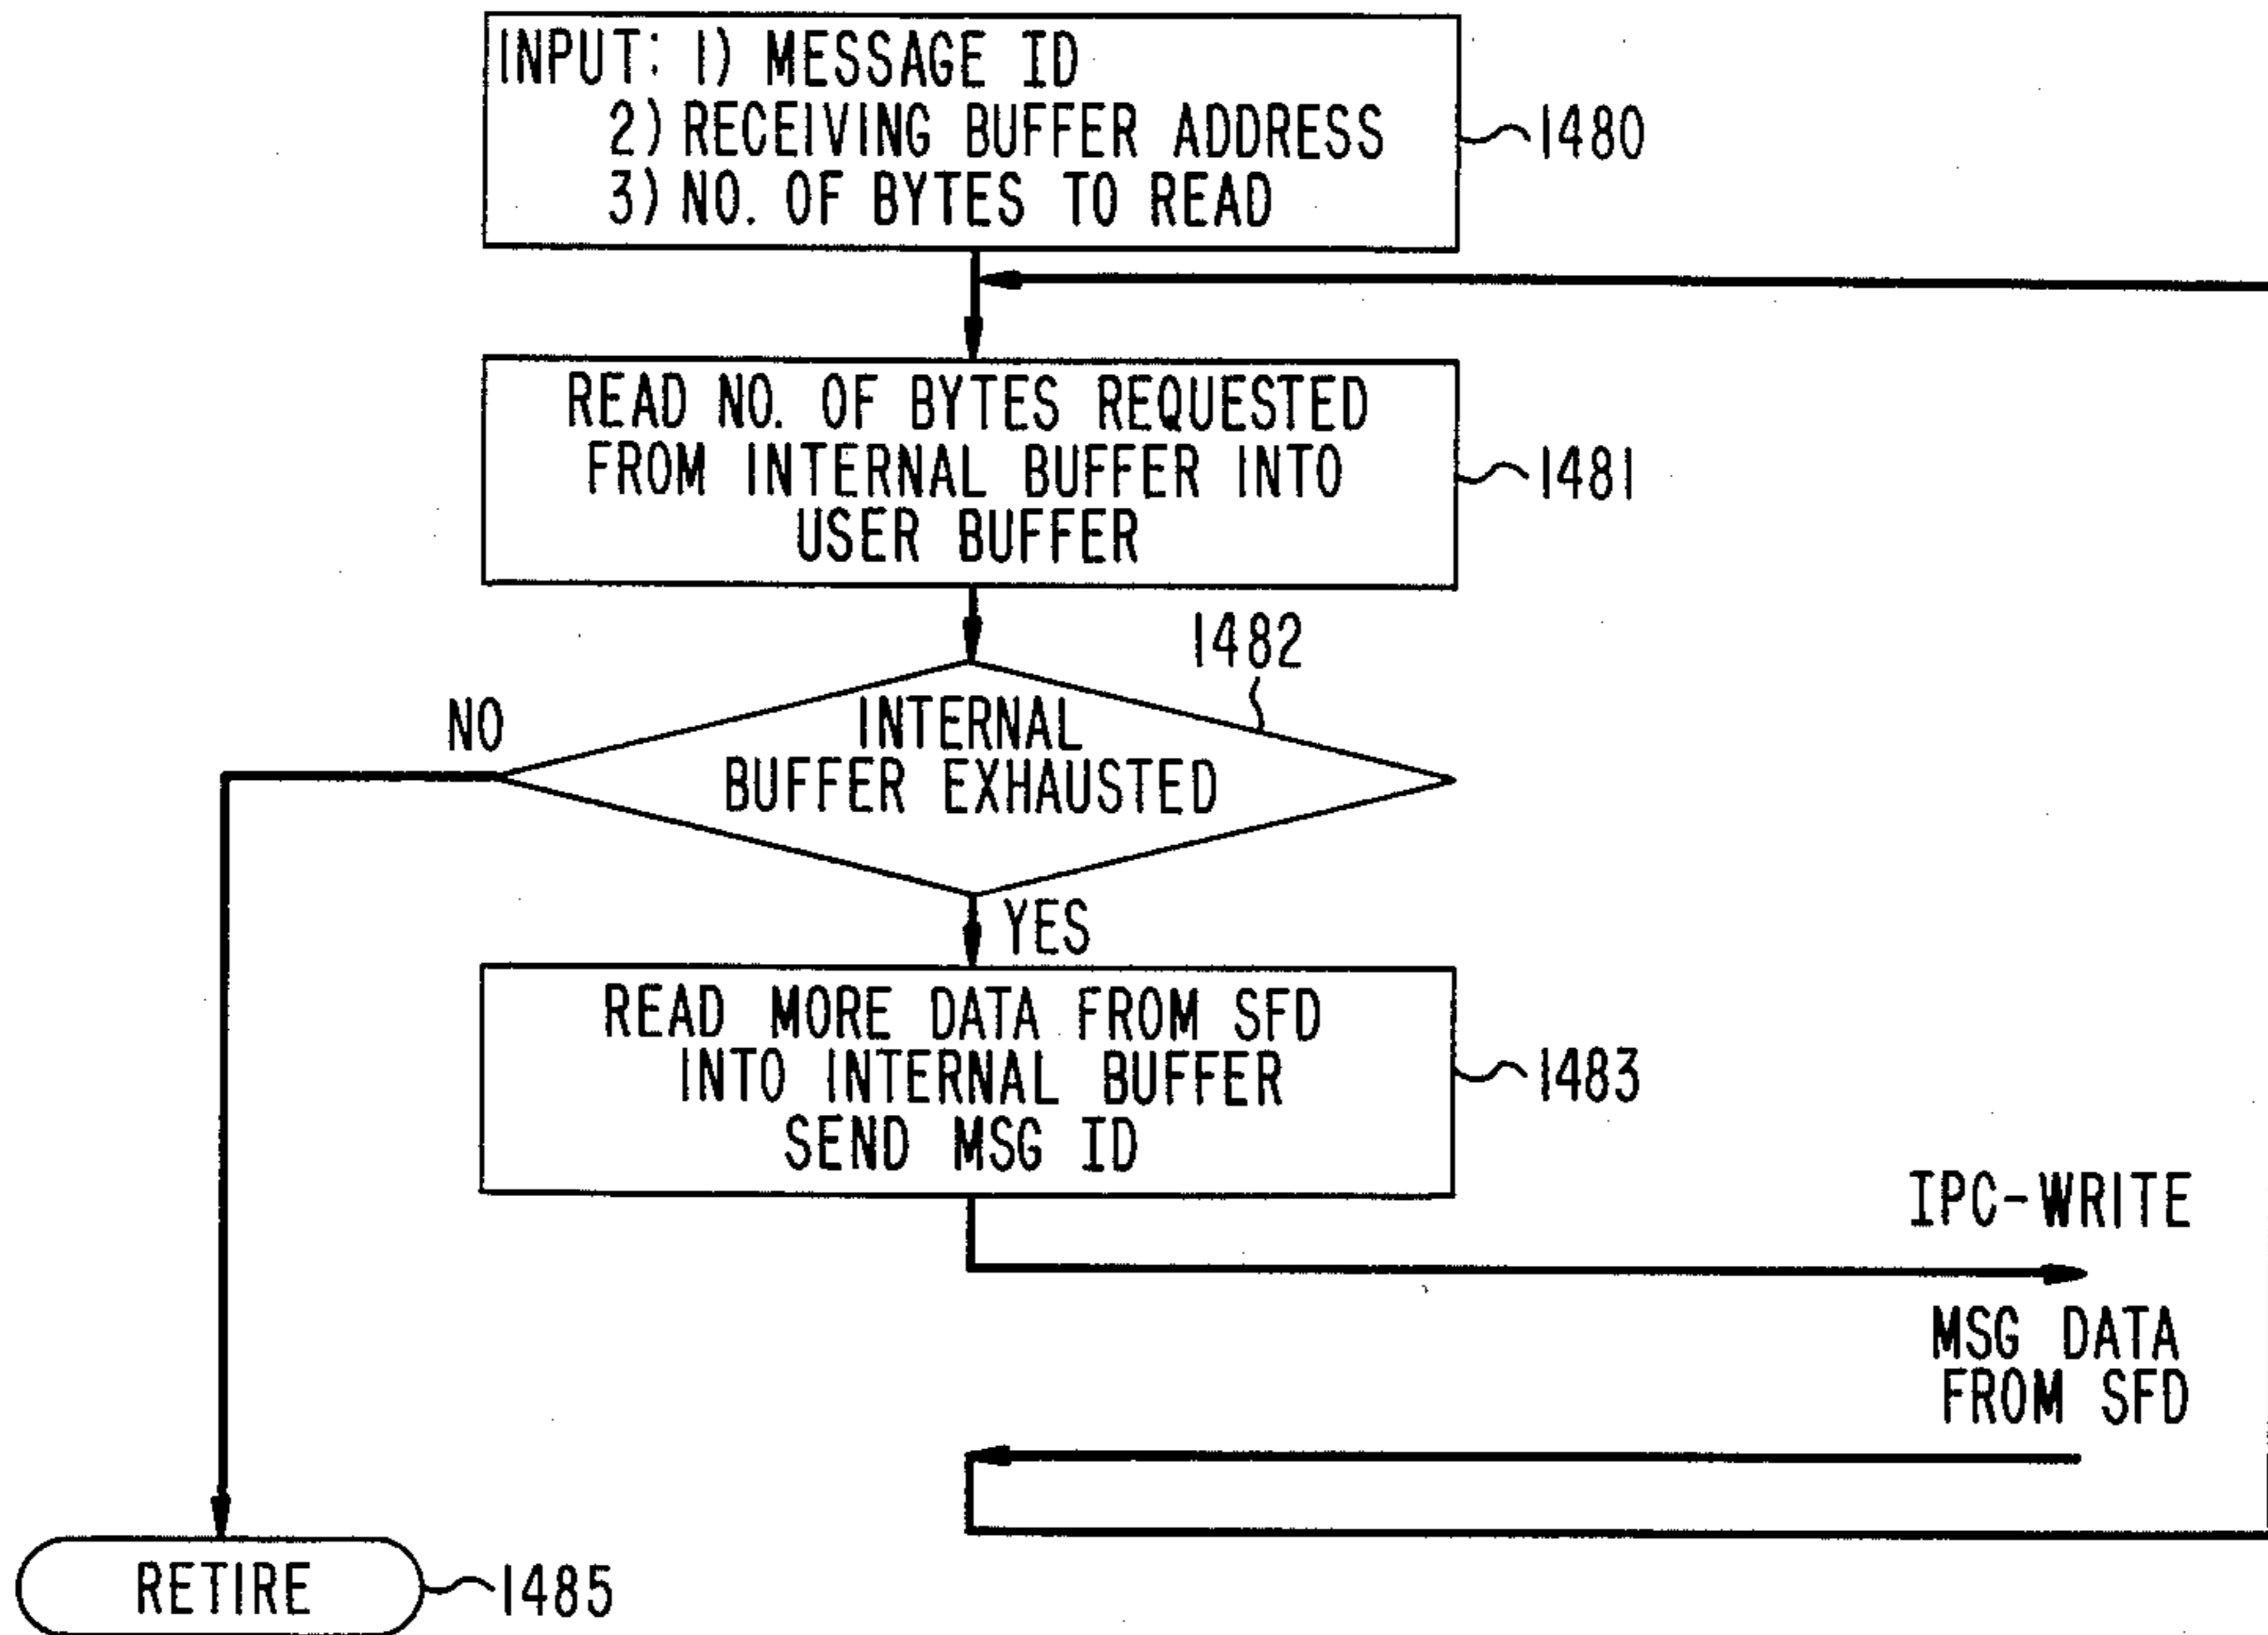 INPUT: 1) MESSAGE ID
2) RECEIVING BUFFER ADDRESS
3) NO. OF BYTES TO READ
1480
READ NO. OF BYTES REQUESTED
FROM INTERNAL BUFFER INTO
USER BUFFER
1481
1482
NO
INTERNAL
BUFFER EXHAUSTED
YES
READ MORE DATA FROM SFD
INTO INTERNAL BUFFER
SEND MSG ID
1483
IPC-WRITE
MSG DATA
FROM SFD
RETIRE
1485